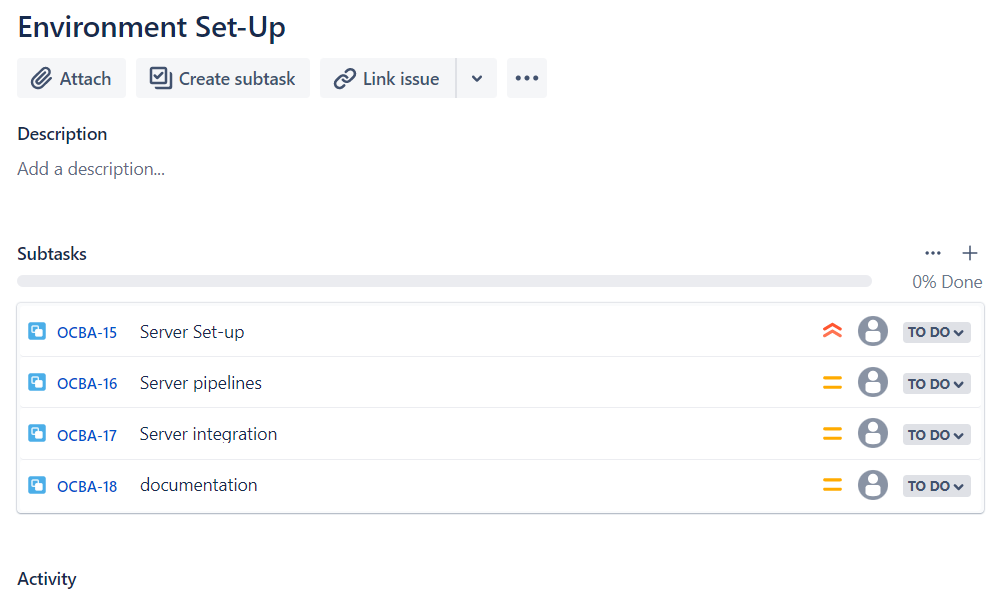 Environment Set-Up
Attach Create subtask Link issue
Description
Add a description...
Subtasks
0% Done
OCBA-15 Server Set-up TO DO
OCBA-16 Server pipelines TO DO
OCBA-17 Server integration TO DO
OCBA-18 documentation TO DO
Activity